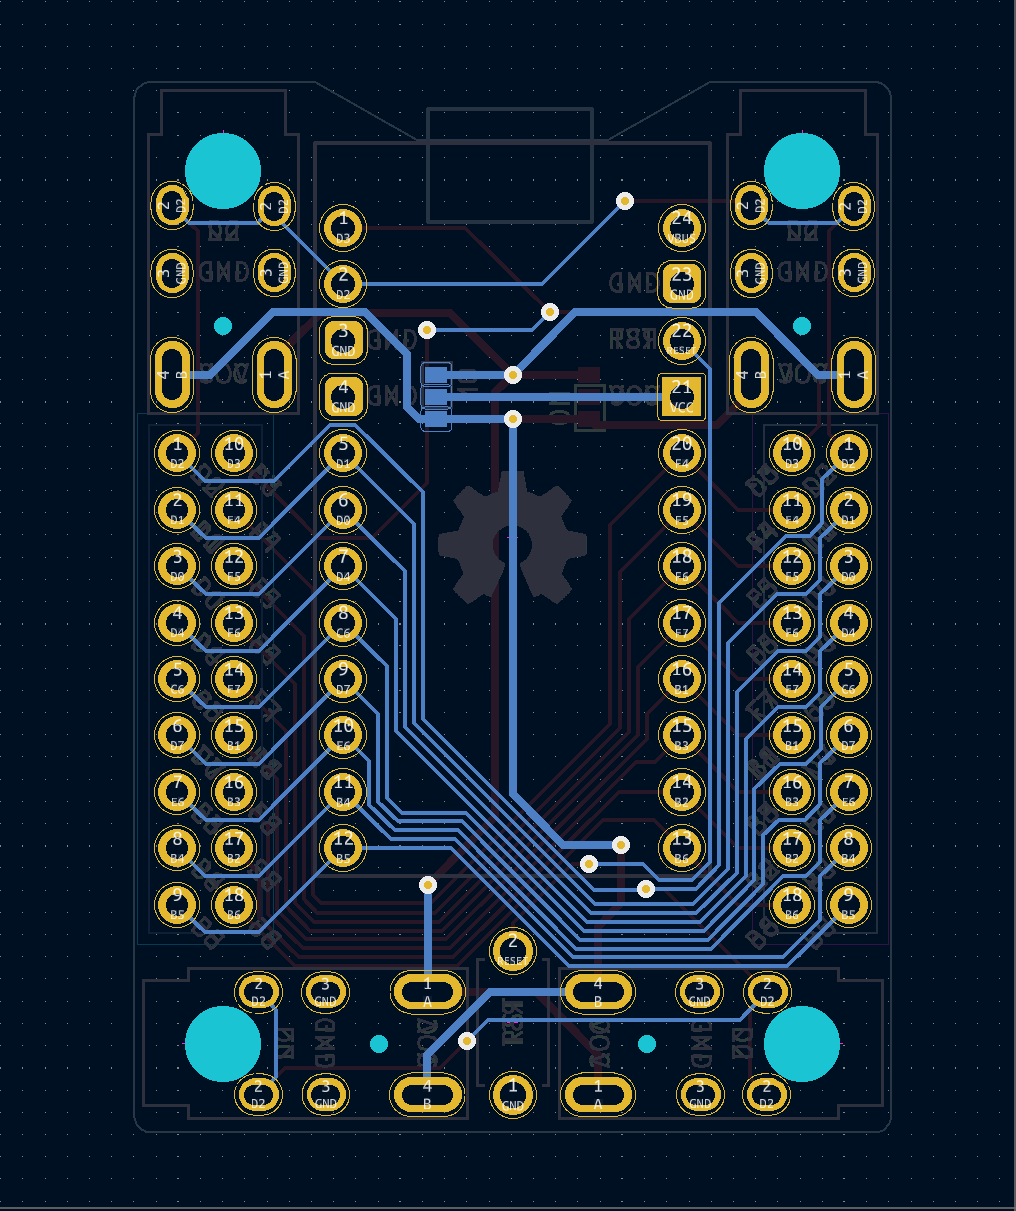 2 D2
2 D2
2 D2
2 D2
1 D3
24 VBUS
3 GND
3 GND
2 D2
23 GND
3 GND
3 GND
3 GND
22 RESET
4 B
1 A
4 GND
21 VCC
4 B
1 A
1 D2
10 D3
5 D1
20 F4
10 D3
1 D2
2 D1
11 F4
6 D0
19 F5
11 F4
2 D1
3 D0
12 F5
7 D4
18 F6
12 F5
3 D0
4 D4
13 F6
8 C6
17 F7
13 F6
4 D4
5 C6
14 F7
9 D7
16 B1
14 F7
5 C6
6 D7
15 B1
10 E6
15 B3
15 B1
6 D7
7 E6
16 B3
11 B4
14 B2
16 B3
7 E6
8 B4
17 B2
12 B5
13 B6
17 B2
8 B4
9 B5
18 B6
18 B6
9 B5
2 RESET
2 D2
3 GND
1 A
4 B
3 GND
2 D2
2 D2
3 GND
4 B
1 GND
1 A
3 GND
2 D2